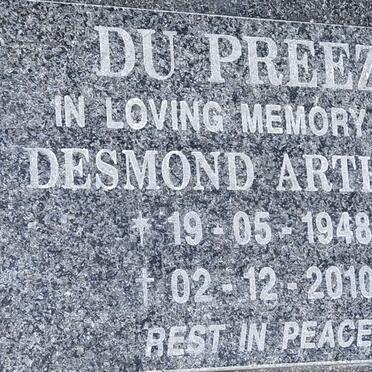 DU PREEZ
IN LOVING MEMORY
DESMOND ARTH
* 19 - 05 - 1948
† 02 - 12 - 2010
REST IN PEACE